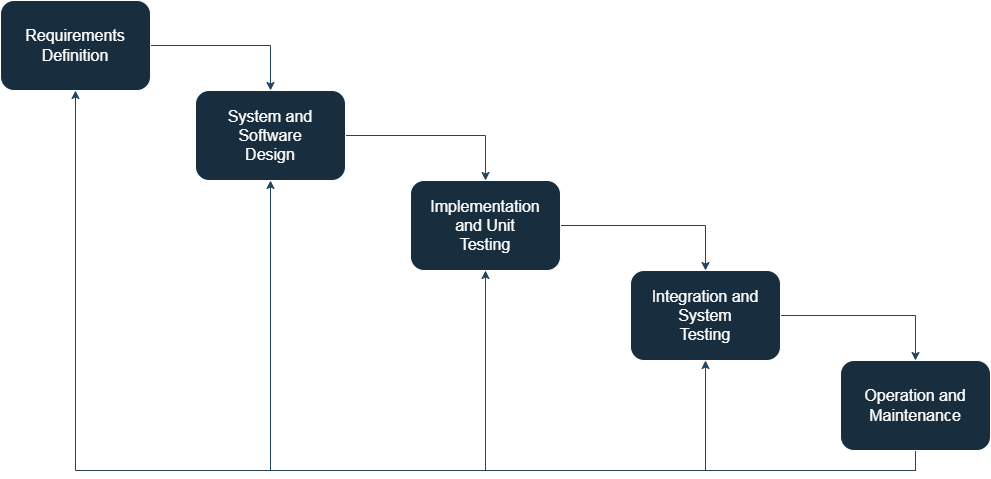 Requirements
Definition
System and
Software
Design
Implementation
and Unit
Testing
Integration and
System
Testing
Operation and
Maintenance